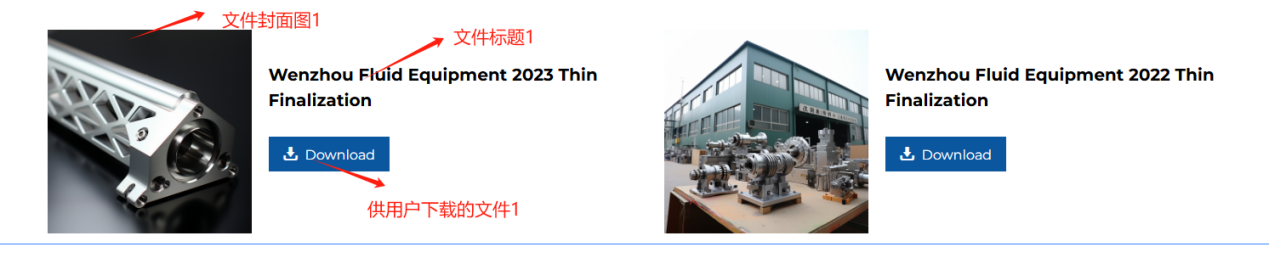 文件封面图1
文件标题1
Wenzhou Fluid Equipment 2023 Thin
Finalization
Download
供用户下载的文件1
Wenzhou Fluid Equipment 2022 Thin
Finalization
Download